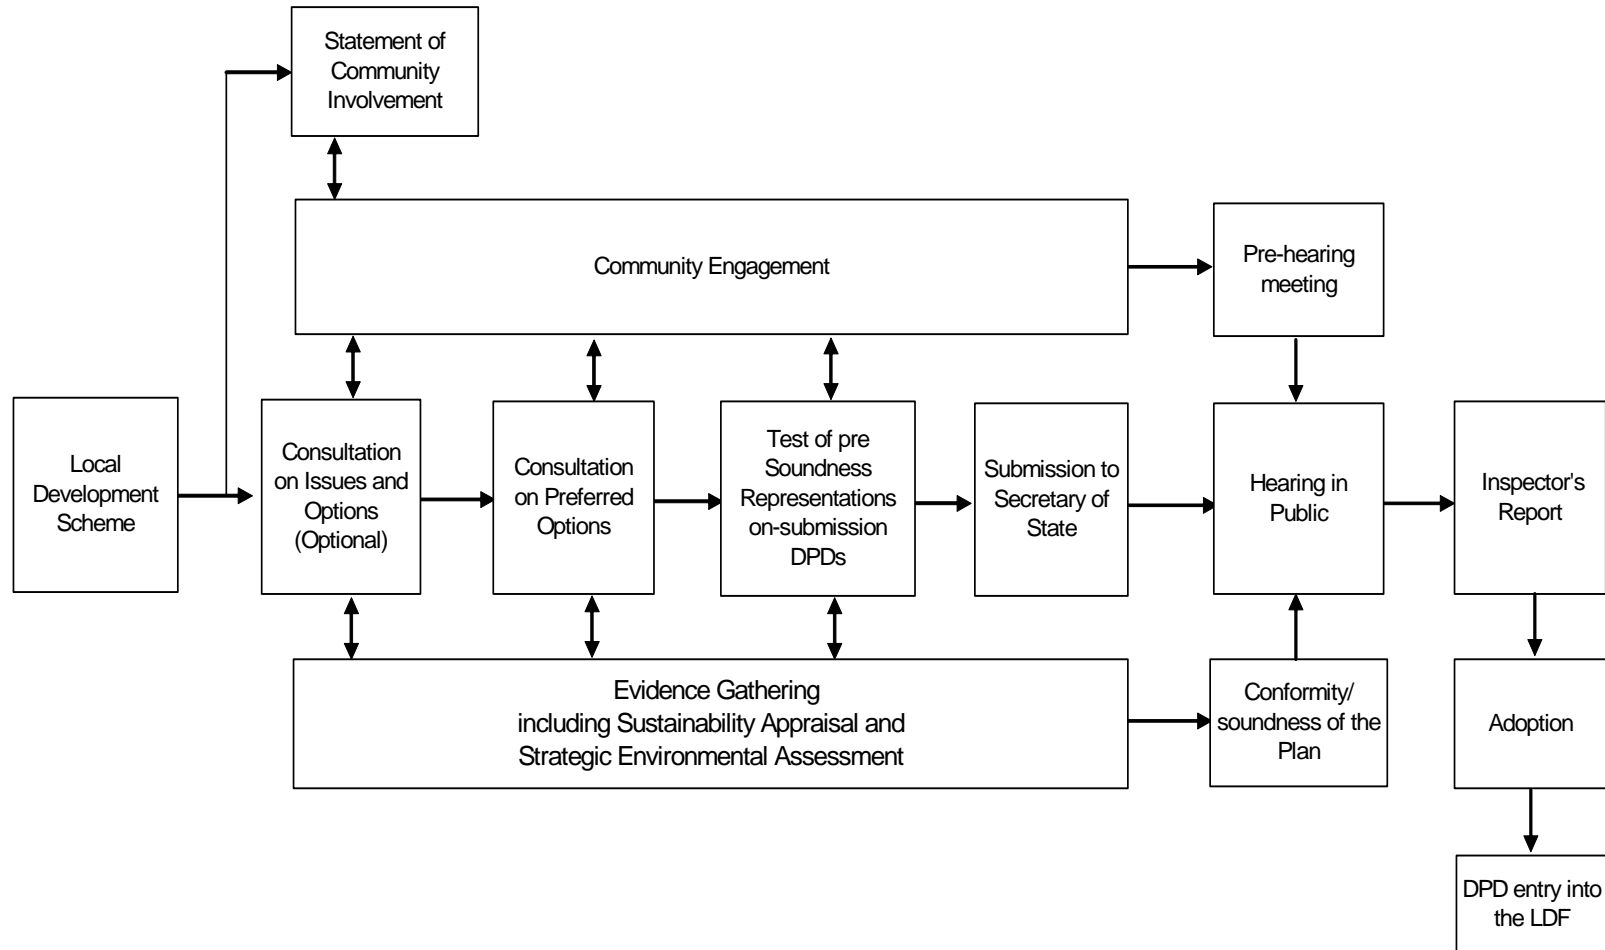 Statement of
Community
Involvement
Community Engagement
Pre-hearing
meeting
Local
Development
Scheme
Consultation
on Issues and
Options
(Optional)
Consultation
on Preferred
Options
Test of pre
Soundness
Representations
on-submission
DPDs
Submission to
Secretary of
State
Hearing in
Public
Inspector's
Report
Evidence Gathering
including Sustainability Appraisal and
Strategic Environmental Assessment
Conformity/
soundness of the
Plan
Adoption
DPD entry into
the LDF